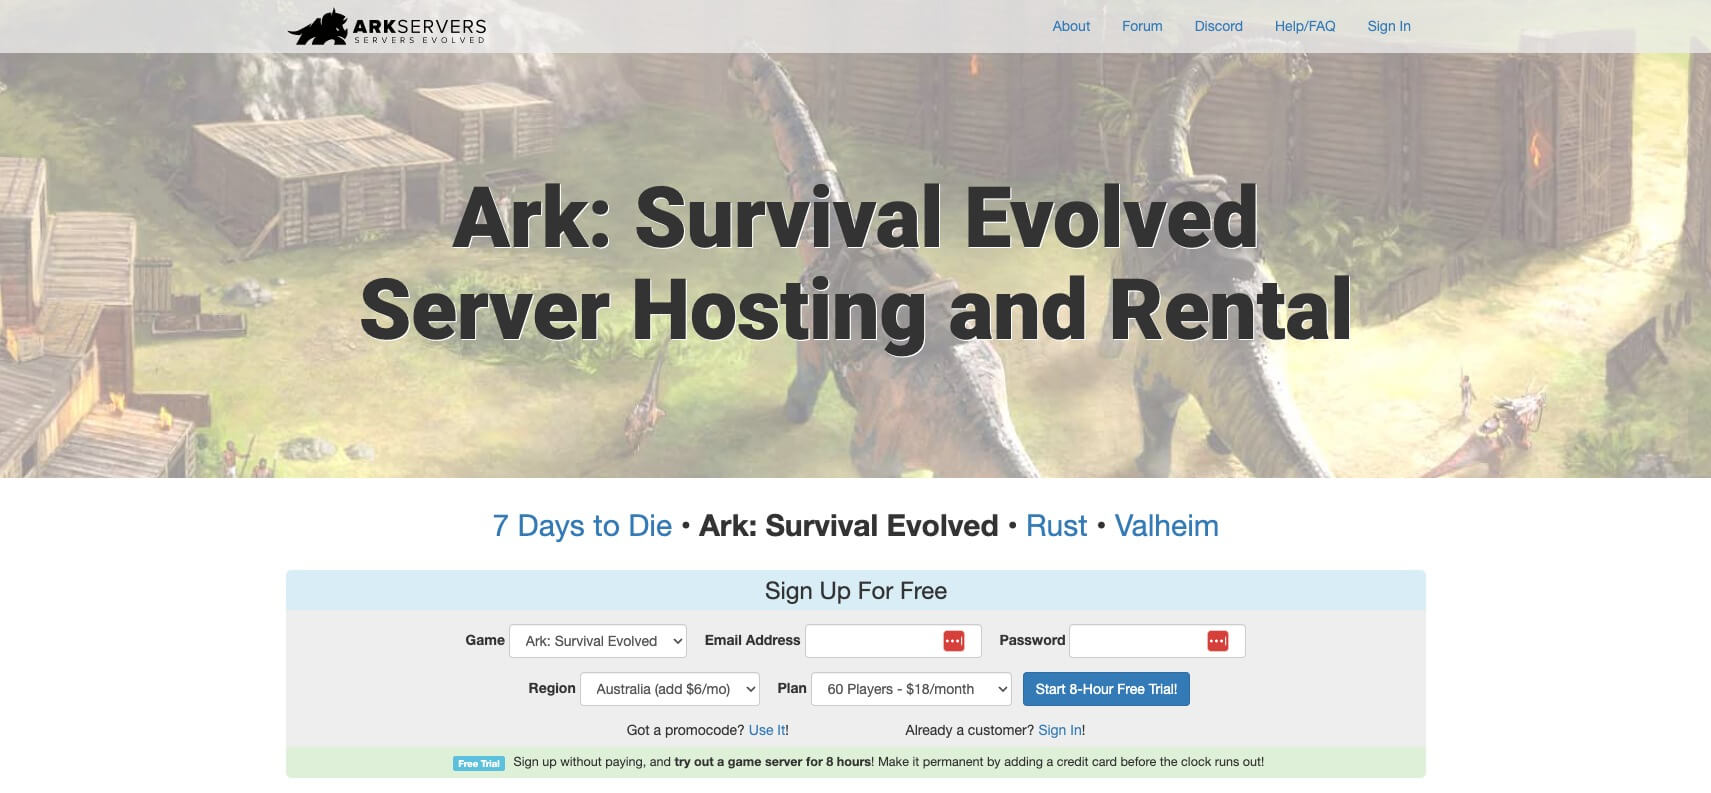 ARKSERVERS
SERVERS EVOLVED
About Forum Discord Help/FAQ Sign In
Ark: Survival Evolved
Server Hosting and Rental
7 Days to Die • Ark: Survival Evolved • Rust • Valheim
Sign Up For Free
Game Ark: Survival Evolved Email Address Password
Region Australia (add $6/mo) Plan 60 Players - $18/month Start 8-Hour Free Trial!
Got a promocode? Use It! Already a customer? Sign In!
Free Trial Sign up without paying, and try out a game server for 8 hours! Make it permanent by adding a credit card before the clock runs out!